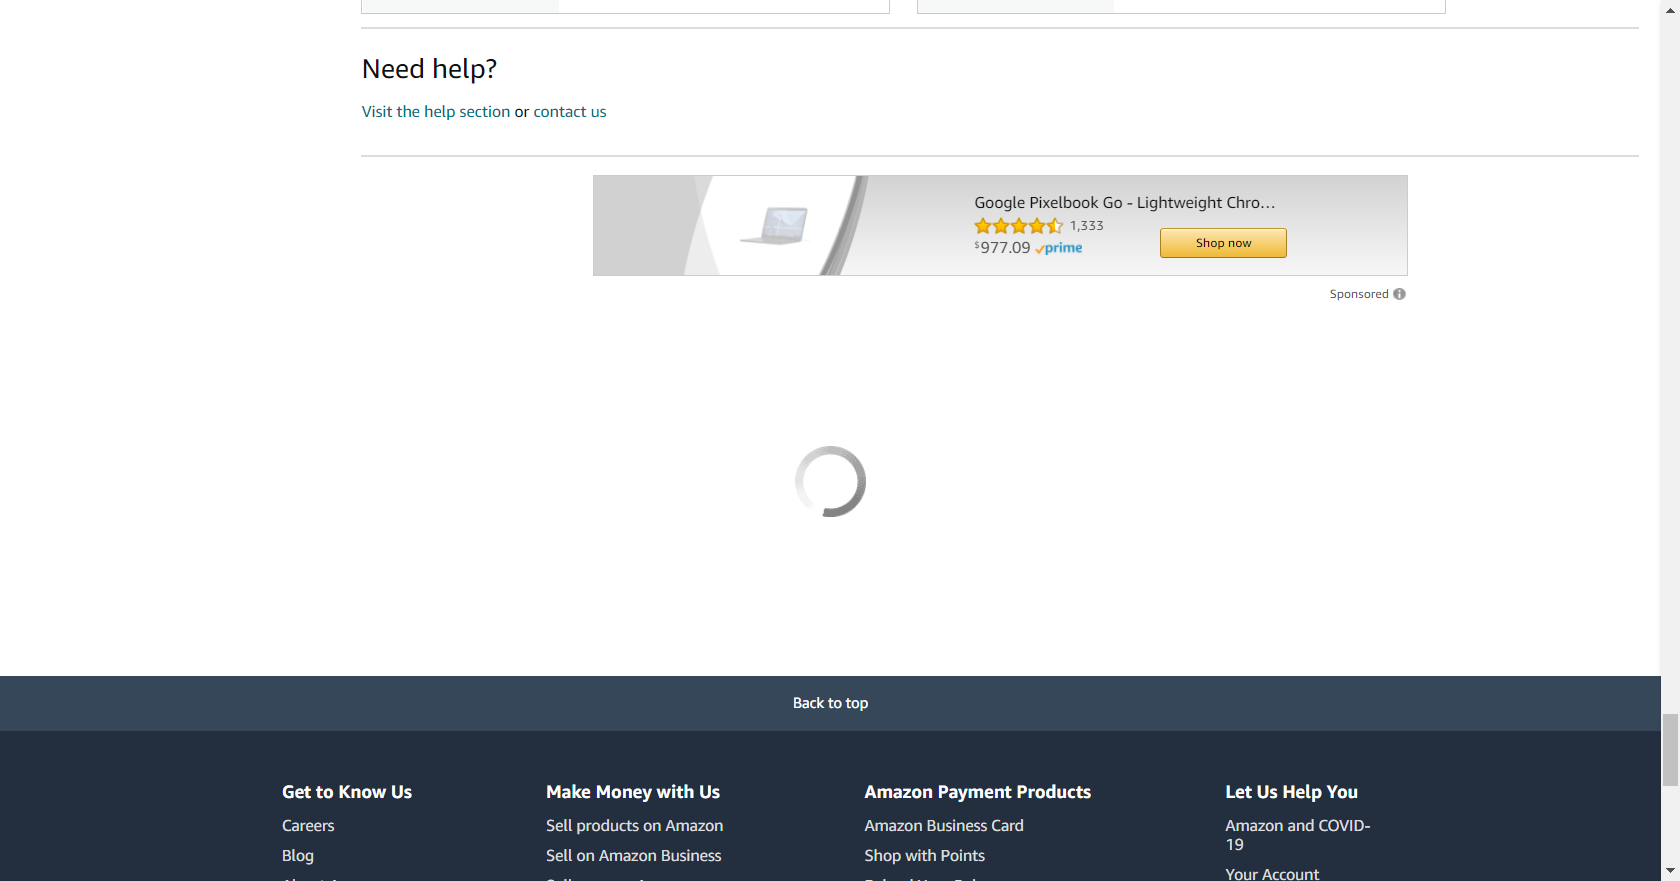 Need help?
Visit the help section or contact us
Google Pixelbook Go - Lightweight Chro…
1,333
$977.09 prime
Shop now
Sponsored
Back to top
Get to Know Us
Careers
Blog
Make Money with Us
Sell products on Amazon
Sell on Amazon Business
Amazon Payment Products
Amazon Business Card
Shop with Points
Let Us Help You
Amazon and COVID-
19
Your Account